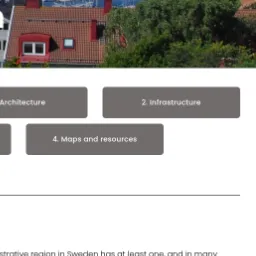 Architecture
2. Infrastructure
4. Maps and resources
strative region in Sweden has at least one, and in many